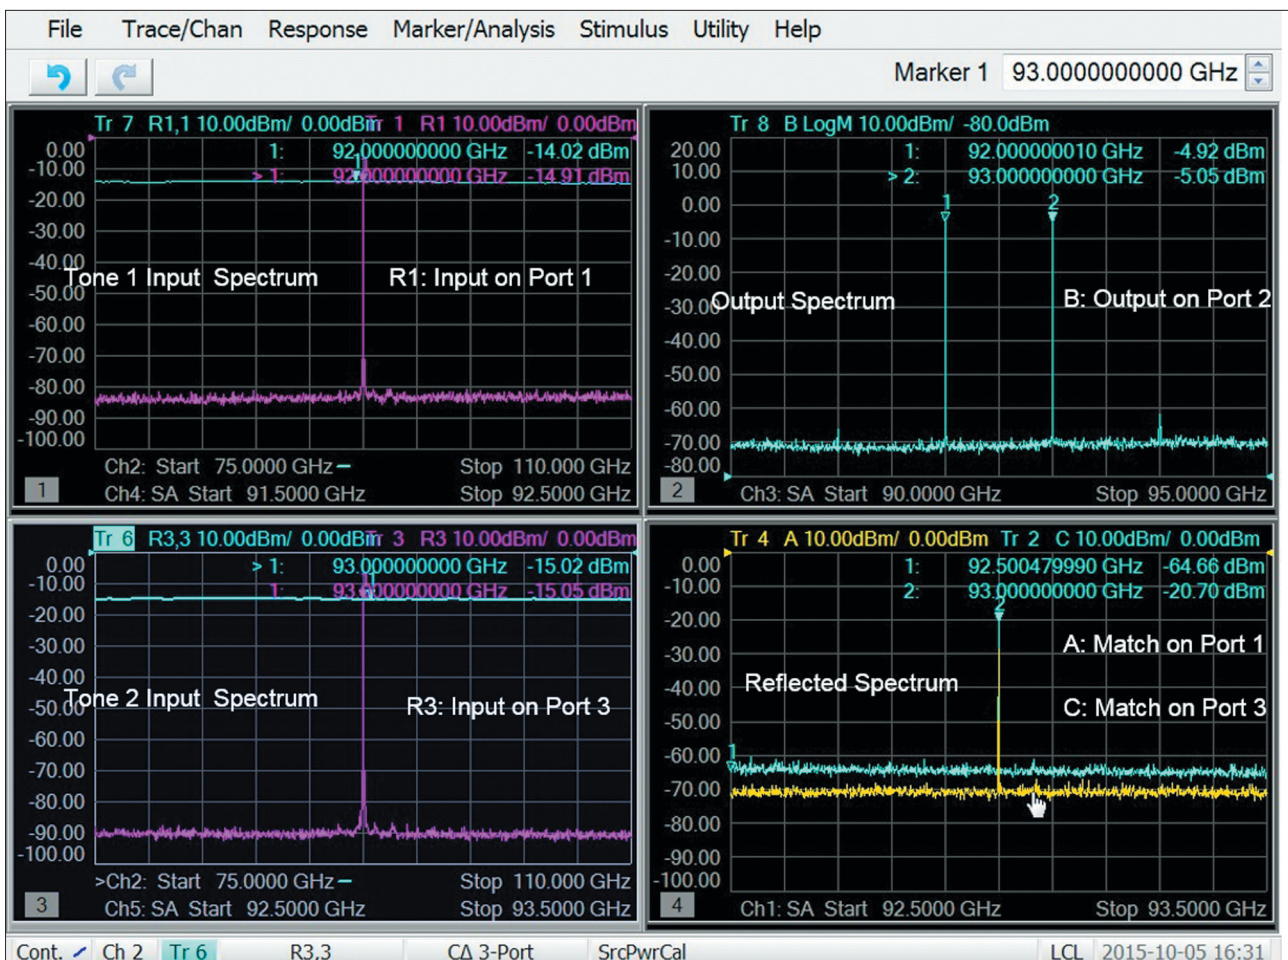 File Trace/Chan Response Marker/Analysis Stimulus Utility Help
Marker 1 93.0000000000 GHz
Tr 7 R1,1 10.00dBm/ 0.00dBm Tr 1 R1 10.00dBm/ 0.00dBm
1: 92.000000000 GHz -14.02 dBm
> 1: 92.000000000 GHz -14.91 dBm
1
0.00
-10.00
-20.00
-30.00
-40.00
-50.00
-60.00
-70.00
-80.00
-90.00
-100.00
Tone 1 Input Spectrum
R1: Input on Port 1
Ch2: Start 75.0000 GHz Stop 110.000 GHz
1 Ch4: SA Start 91.5000 GHz Stop 92.5000 GHz
Tr 8 B LogM 10.00dBm/ -80.0dBm
1: 92.000000010 GHz -4.92 dBm
> 2: 93.000000000 GHz -5.05 dBm
1 2
20.00
10.00
0.00
-10.00
-20.00
-30.00
-40.00
-50.00
-60.00
-70.00
-80.00
Output Spectrum
B: Output on Port 2
2 Ch3: SA Start 90.0000 GHz Stop 95.0000 GHz
Tr 6 R3,3 10.00dBm/ 0.00dBm Tr 3 R3 10.00dBm/ 0.00dBm
> 1: 93.000000000 GHz -15.02 dBm
1: 93.000000000 GHz -15.05 dBm
1
0.00
-10.00
-20.00
-30.00
-40.00
-50.00
-60.00
-70.00
-80.00
-90.00
-100.00
Tone 2 Input Spectrum
R3: Input on Port 3
>Ch2: Start 75.0000 GHz Stop 110.000 GHz
3 Ch5: SA Start 92.5000 GHz Stop 93.5000 GHz
Tr 4 A 10.00dBm/ 0.00dBm Tr 2 C 10.00dBm/ 0.00dBm
1: 92.500479990 GHz -64.66 dBm
2: 93.000000000 GHz -20.70 dBm
2
0.00
-10.00
-20.00
-30.00
-40.00
-50.00
-60.00
-70.00
-80.00
-90.00
-100.00
A: Match on Port 1
Reflected Spectrum
C: Match on Port 3
1
4 Ch1: SA Start 92.5000 GHz Stop 93.5000 GHz
Cont. Ch 2 Tr 6 R3,3 CΔ 3-Port SrcPwrCal LCL 2015-10-05 16:31